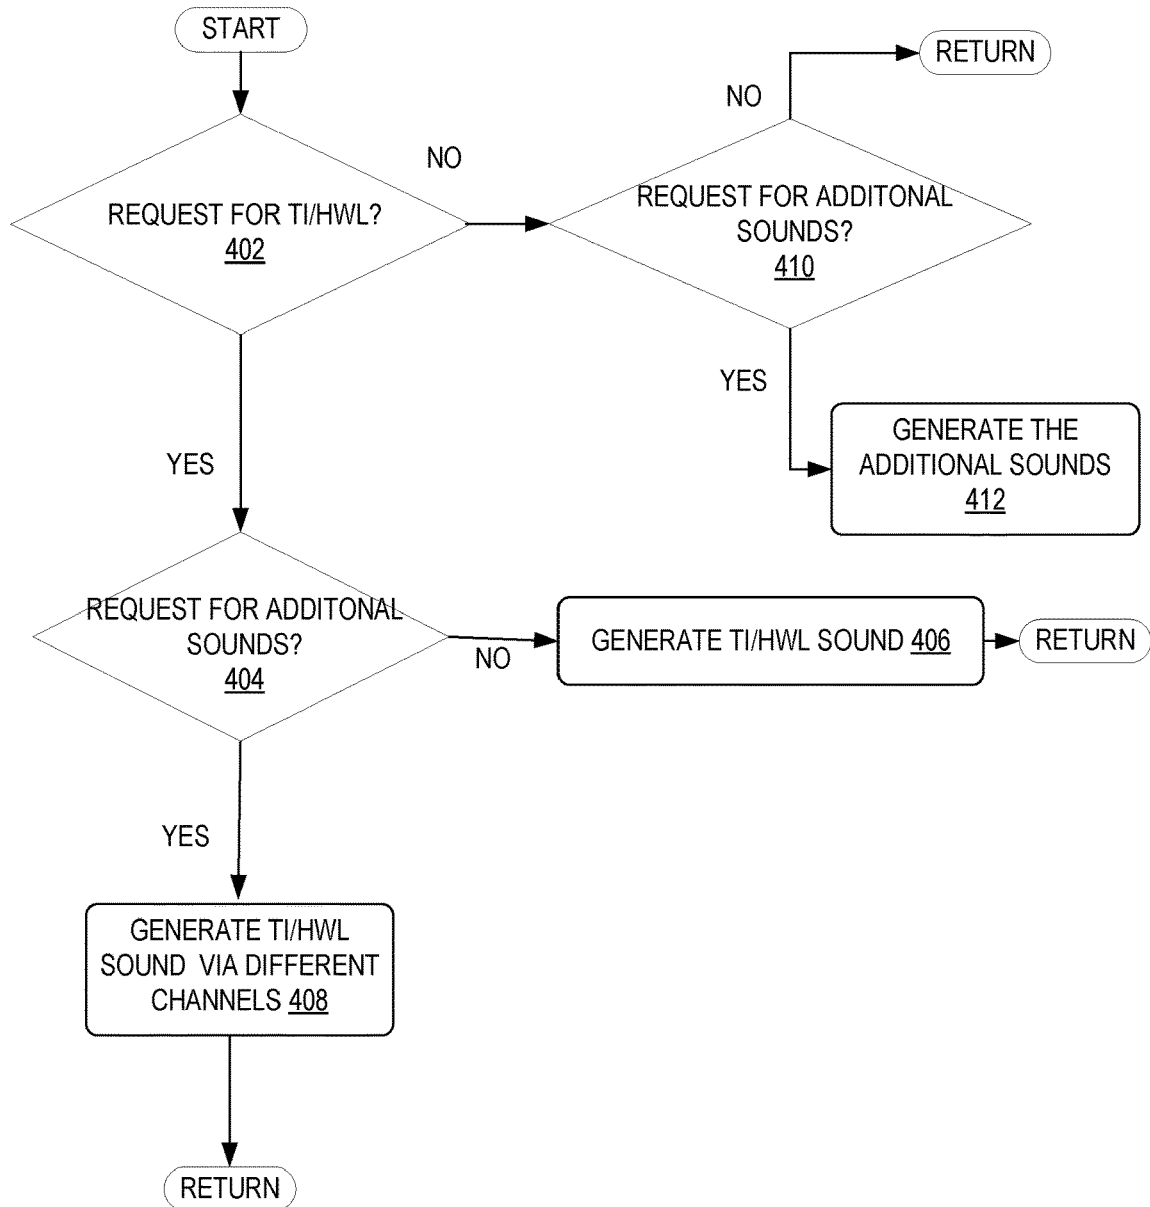 START
RETURN
NO
NO
REQUEST FOR TI/HWL?
402
REQUEST FOR ADDITONAL
SOUNDS?
410
YES
GENERATE THE
ADDITIONAL SOUNDS
412
YES
REQUEST FOR ADDITONAL
SOUNDS?
404
NO
GENERATE TI/HWL SOUND 406
RETURN
YES
GENERATE TI/HWL
SOUND VIA DIFFERENT
CHANNELS 408
RETURN